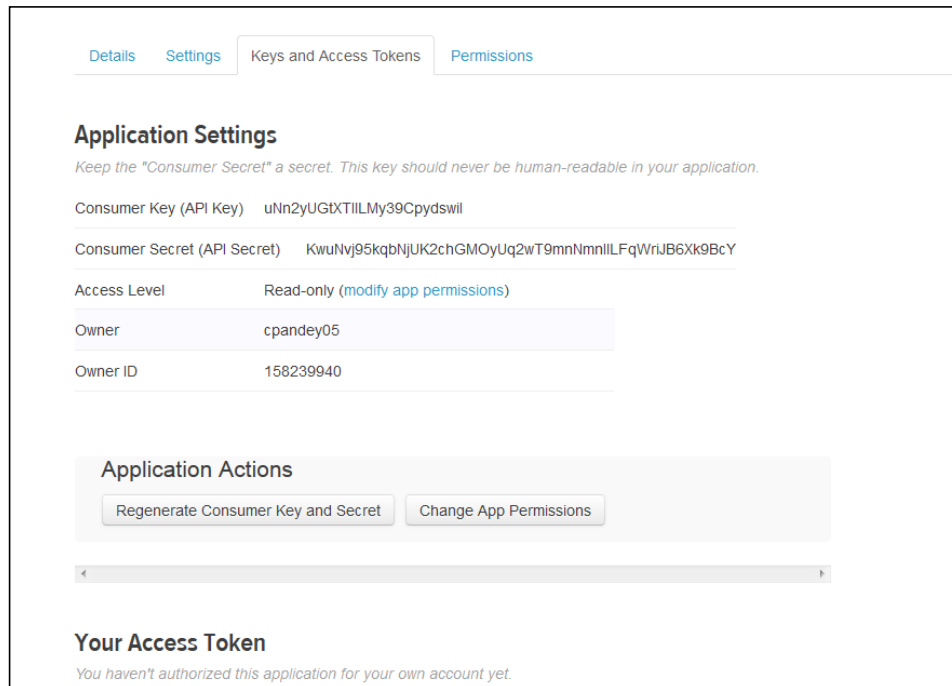 Details Settings Keys and Access Tokens Permissions
Application Settings
Keep the "Consumer Secret" a secret. This key should never be human-readable in your application.
Consumer Key (API Key)
Consumer Secret (API Secret)
Access Level Read-only (modify app permissions)
Owner cpandey05
Owner ID 158239940
Application Actions
Regenerate Consumer Key and Secret Change App Permissions
Your Access Token
You haven't authorized this application for your own account yet.